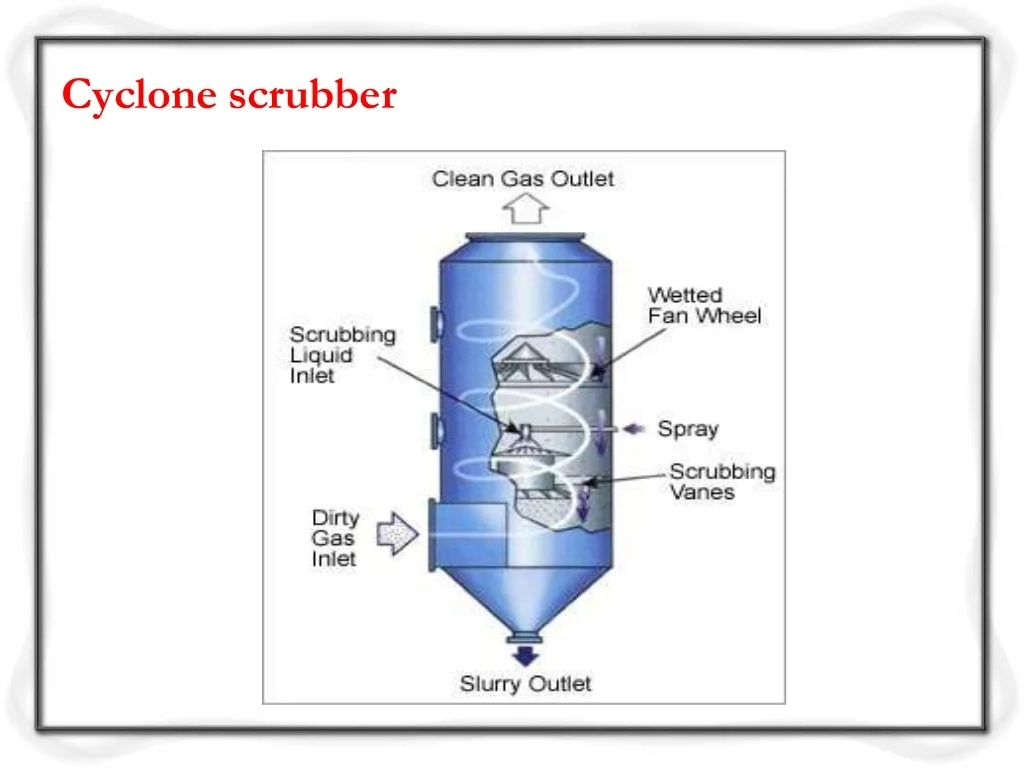 Cyclone scrubber
Clean Gas Outlet
Wetted
Fan Wheel
Scrubbing
Liquid
Inlet
Spray
Scrubbing
Vanes
Dirty
Gas
Inlet
Slurry Outlet